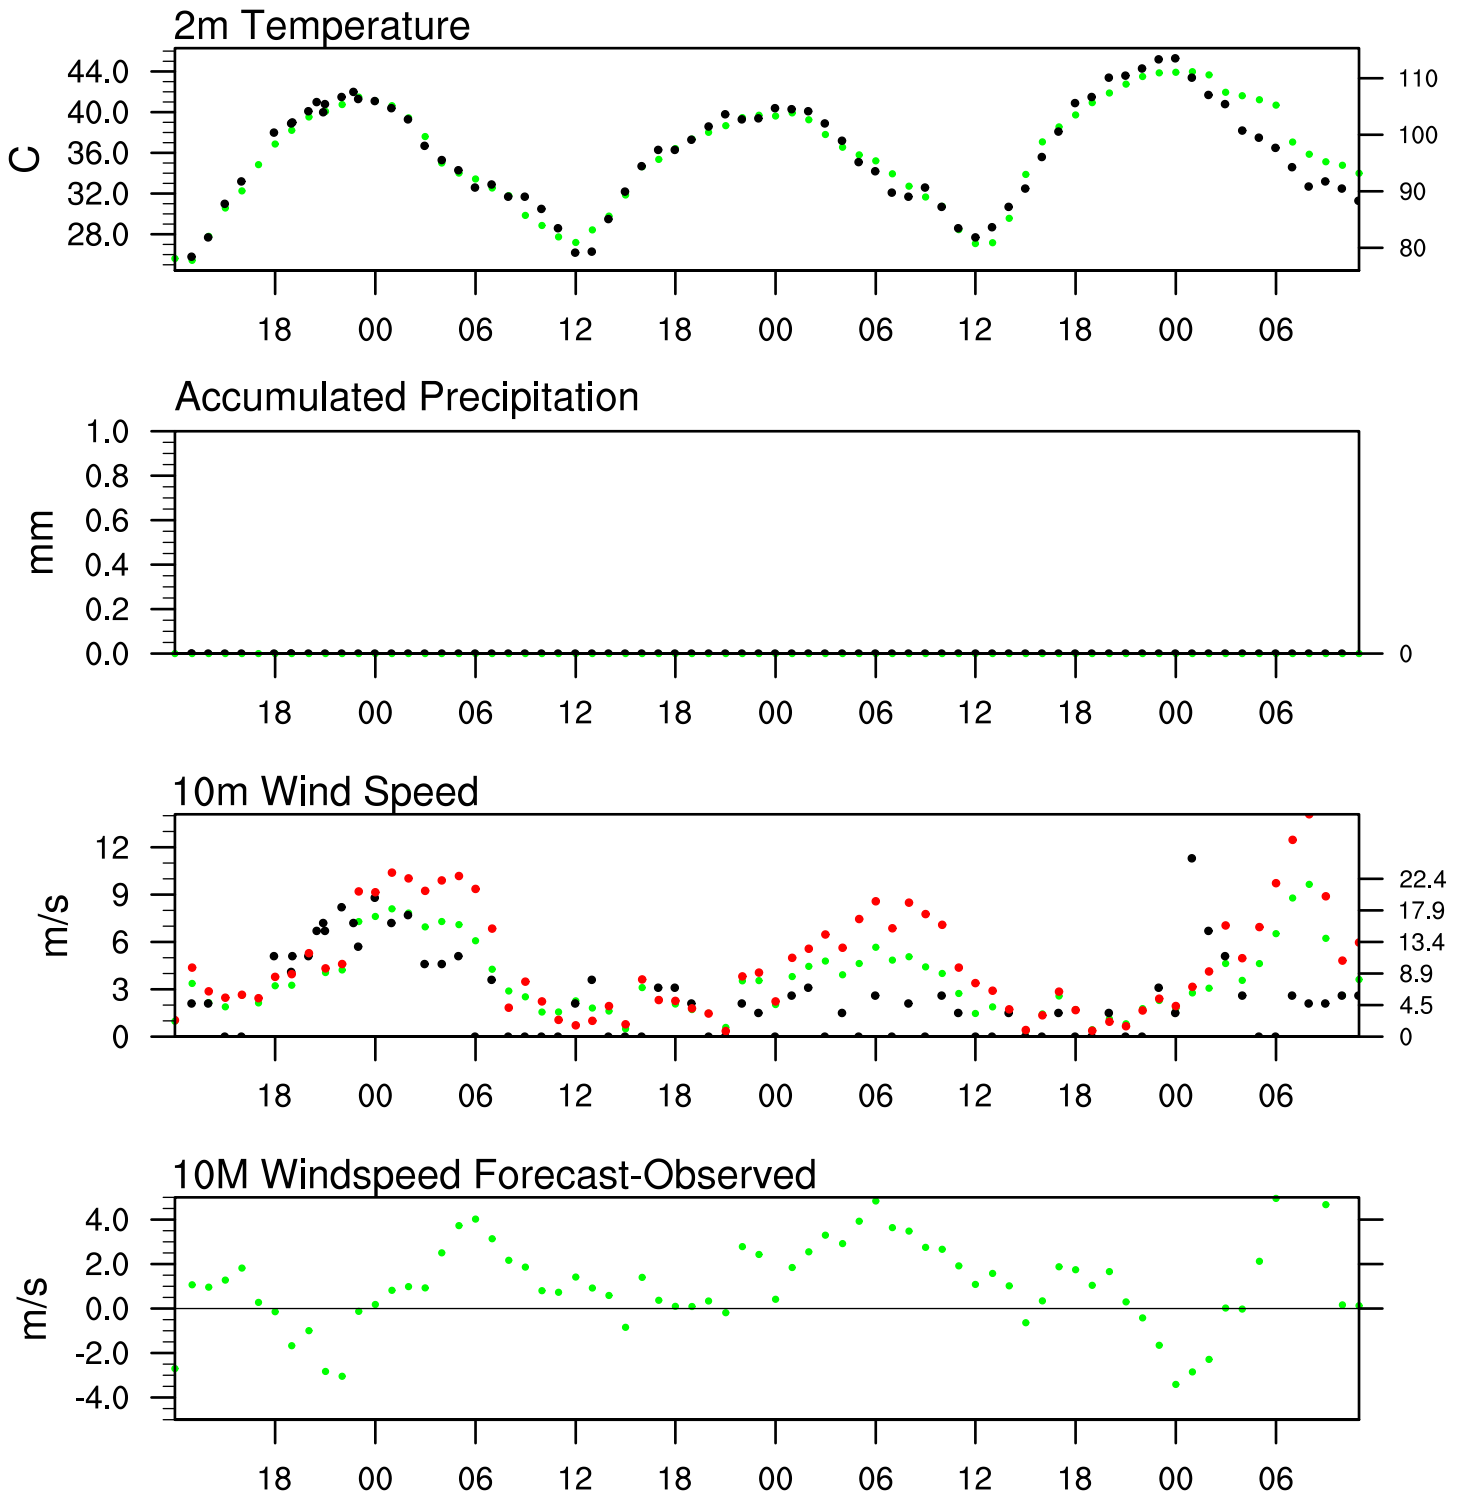 2m Temperature
44.0
40.0
36.0
32.0
28.0
C
110
100
90
80
18 00 06 12 18 00 06 12 18 00 06
Accumulated Precipitation
1.0
0.8
0.6
0.4
0.2
0.0
mm
0
18 00 06 12 18 00 06 12 18 00 06
10m Wind Speed
12
9
6
3
0
m/s
22.4
17.9
13.4
8.9
4.5
0
18 00 06 12 18 00 06 12 18 00 06
10M Windspeed Forecast-Observed
4.0
2.0
0.0
-2.0
-4.0
m/s
18 00 06 12 18 00 06 12 18 00 06